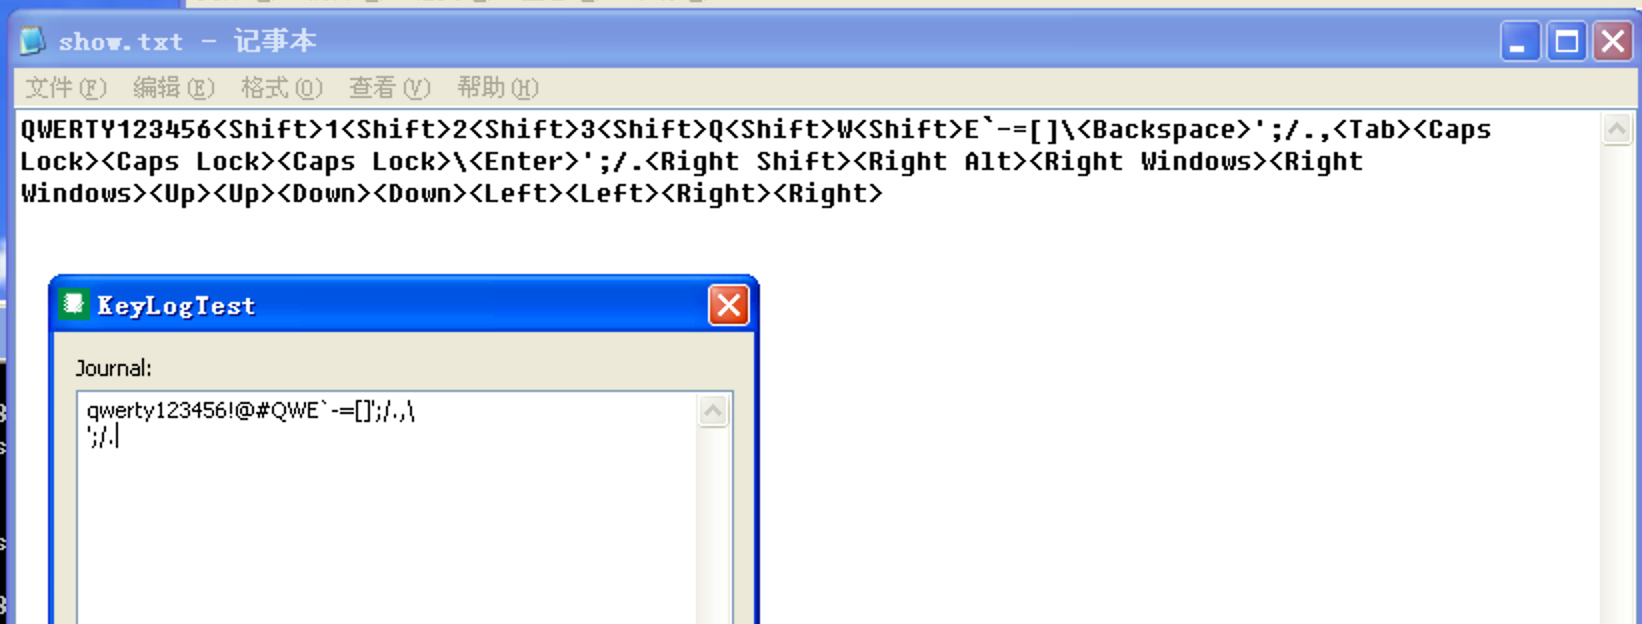 show.txt - 记事本
文件(F) 编辑(E) 格式(O) 查看(V) 帮助(H)
QWERTY123456<Shift>1<Shift>2<Shift>3<Shift>Q<Shift>W<Shift>E`-=[]\<Backspace>';/.,<Tab><Caps
Lock><Caps Lock><Caps Lock>\<Enter>';/.<Right Shift><Right Alt><Right Windows><Right
Windows><Up><Up><Down><Down><Left><Left><Right><Right>
KeyLogTest
Journal:
qwerty123456!@#QWE`-=[]';/.,\
';/.